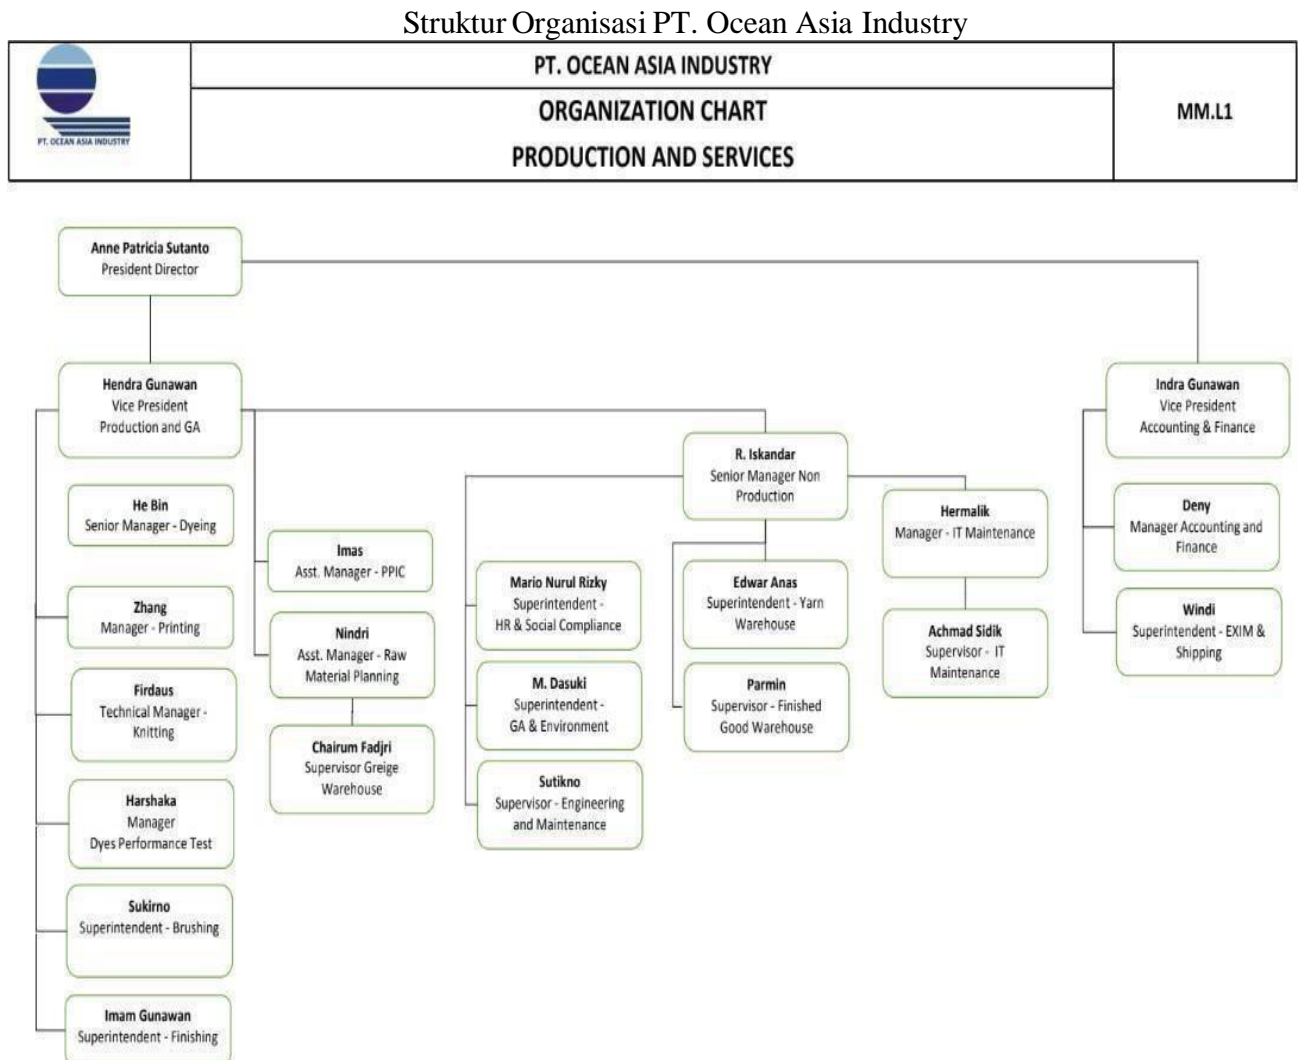 Struktur Organisasi PT. Ocean Asia Industry
PT. OCEAN ASIA INDUSTRY
PT. OCEAN ASIA INDUSTRY
ORGANIZATION CHART
PRODUCTION AND SERVICES
MM.L1
Anne Patricia Sutanto
President Director
Hendra Gunawan
Vice President
Production and GA
Indra Gunawan
Vice President
Accounting & Finance
R. Iskandar
Senior Manager Non
Production
He Bin
Senior Manager - Dyeing
Zhang
Manager - Printing
Firdaus
Technical Manager -
Knitting
Harshaka
Manager
Dyes Performance Test
Sukirno
Superintendent - Brushing
Imam Gunawan
Superintendent - Finishing
Imas
Asst. Manager - PPIC
Nindri
Asst. Manager - Raw
Material Planning
Chairum Fadjri
Supervisor Greige
Warehouse
Mario Nurul Rizky
Superintendent -
HR & Social Compliance
M. Dasuki
Superintendent -
GA & Environment
Sutikno
Supervisor - Engineering
and Maintenance
Edwar Anas
Superintendent - Yarn
Warehouse
Parmin
Supervisor - Finished
Good Warehouse
Hermalik
Manager - IT Maintenance
Achmad Sidik
Supervisor - IT
Maintenance
Deny
Manager Accounting and
Finance
Windi
Superintendent - EXIM &
Shipping